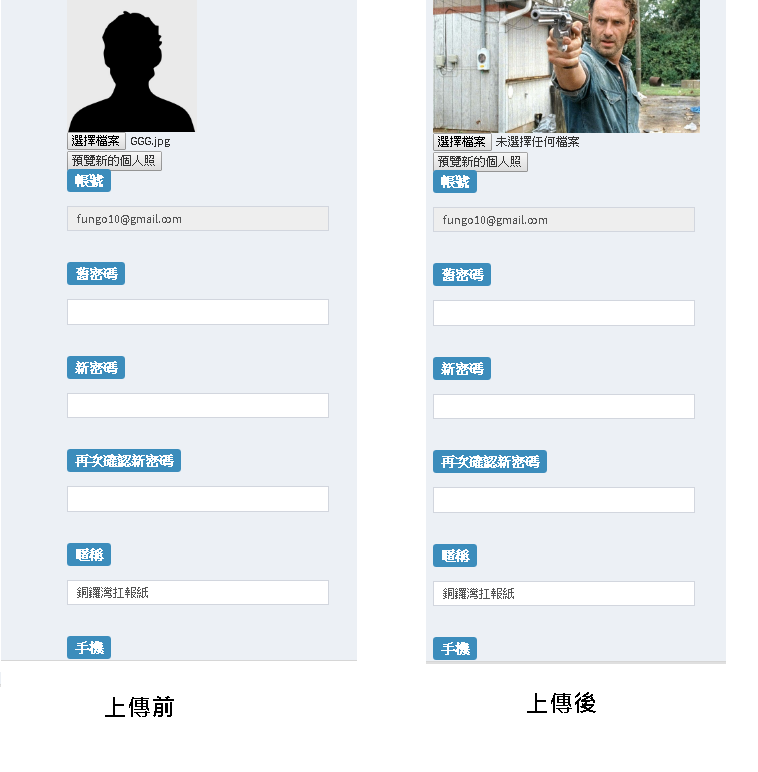 選擇檔案 GGG.jpg
預覽新的個人照
帳號
fungo10@gmail.com
舊密碼
新密碼
再次確認新密碼
暱稱
銅鑼灣扛報紙
手機
上傳前
選擇檔案 未選擇任何檔案
預覽新的個人照
帳號
fungo10@gmail.com
舊密碼
新密碼
再次確認新密碼
暱稱
銅鑼灣扛報紙
手機
上傳後